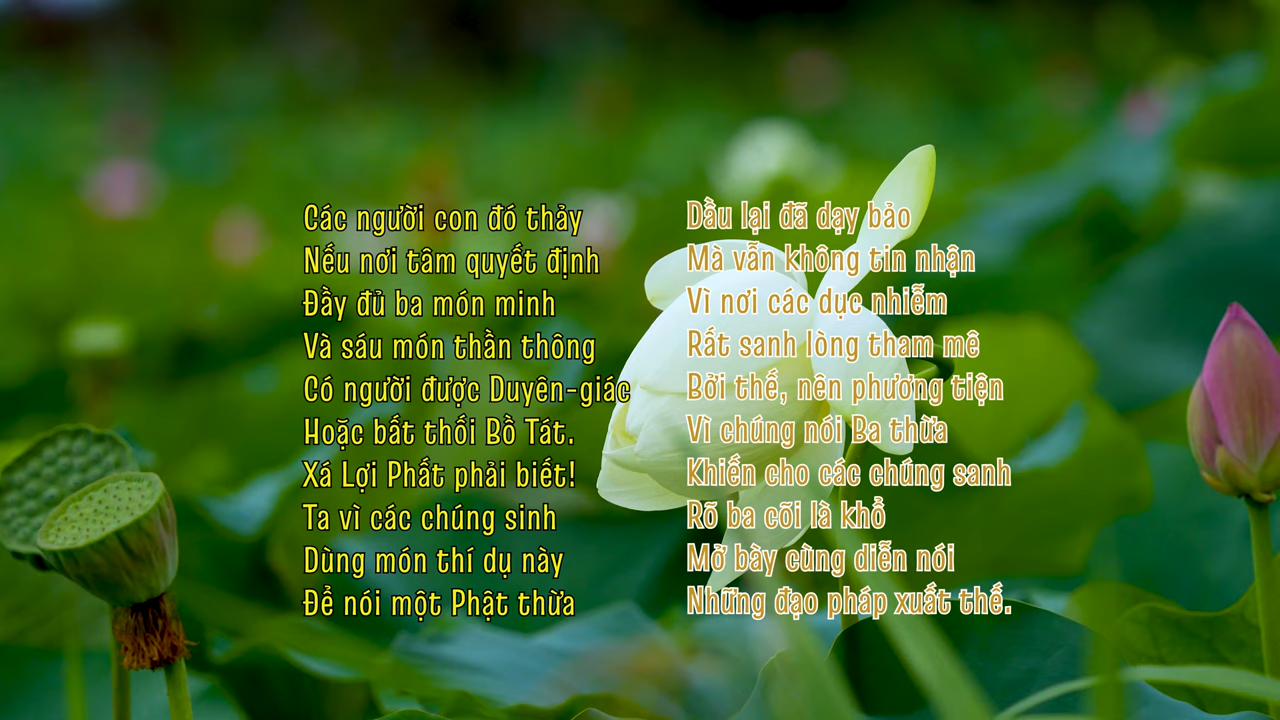 Các người con đó thảy
Nếu nơi tâm quyết định
Đầy đủ ba món minh
Và sáu món thần thông
Có người được Duyên-giác
Hoặc bất thối Bồ Tát.
Xá Lợi Phất phải biết!
Ta vì các chúng sinh
Dùng món thí dụ này
Để nói một Phật thừa
Dầu lại đã dạy bảo
Mà vẫn không tin nhận
Vì nơi các dục nhiễm
Rất sanh lòng tham mê
Bởi thế, nên phương tiện
Vì chúng nói Ba thừa
Khiến cho các chúng sanh
Rõ ba cõi là khổ
Mở bày cùng diễn nói
Những đạo pháp xuất thế.